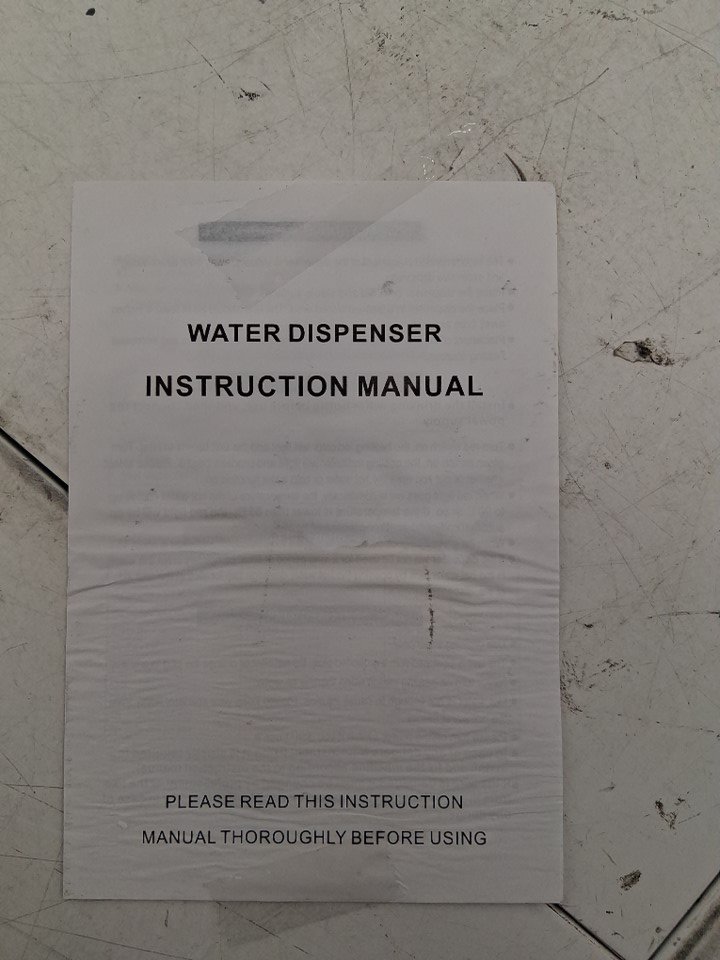 WATER DISPENSER
INSTRUCTION MANUAL
PLEASE READ THIS INSTRUCTION
MANUAL THOROUGHLY BEFORE USING